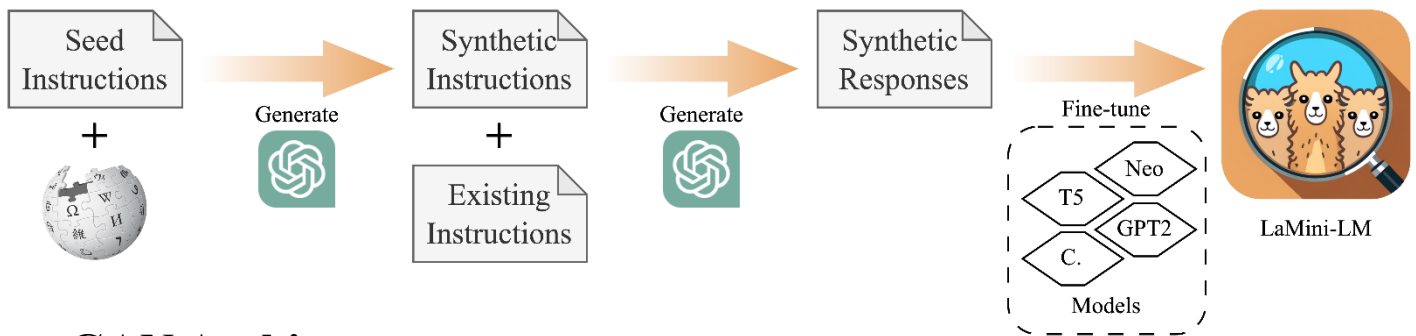 Seed
Instructions
+
Generate
Synthetic
Instructions
+
Existing
Instructions
Generate
Synthetic
Responses
Fine-tune
Neo
T5
GPT2
C.
Models
LaMini-LM